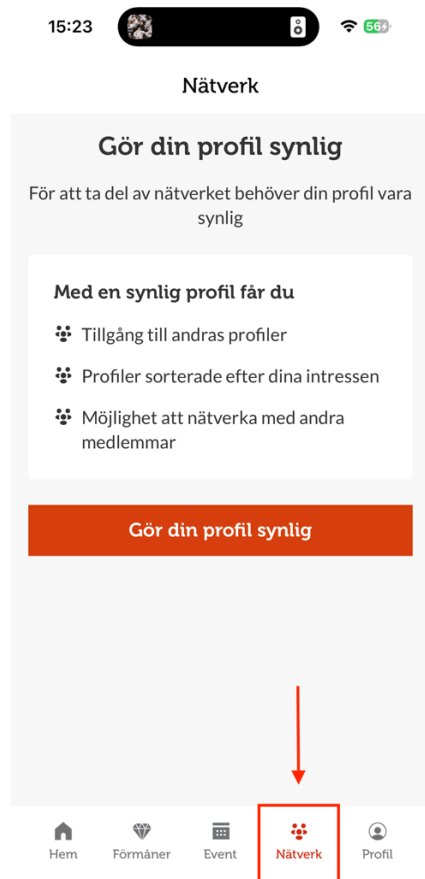 15:23
56
Nätverk
Gör din profil synlig
För att ta del av nätverket behöver din profil vara
synlig
Med en synlig profil får du
Tillgång till andras profiler
Profiler sorterade efter dina intressen
Möjlighet att nätverka med andra
medlemmar
Gör din profil synlig
Hem
Förmåner
Event
Nätverk
Profil